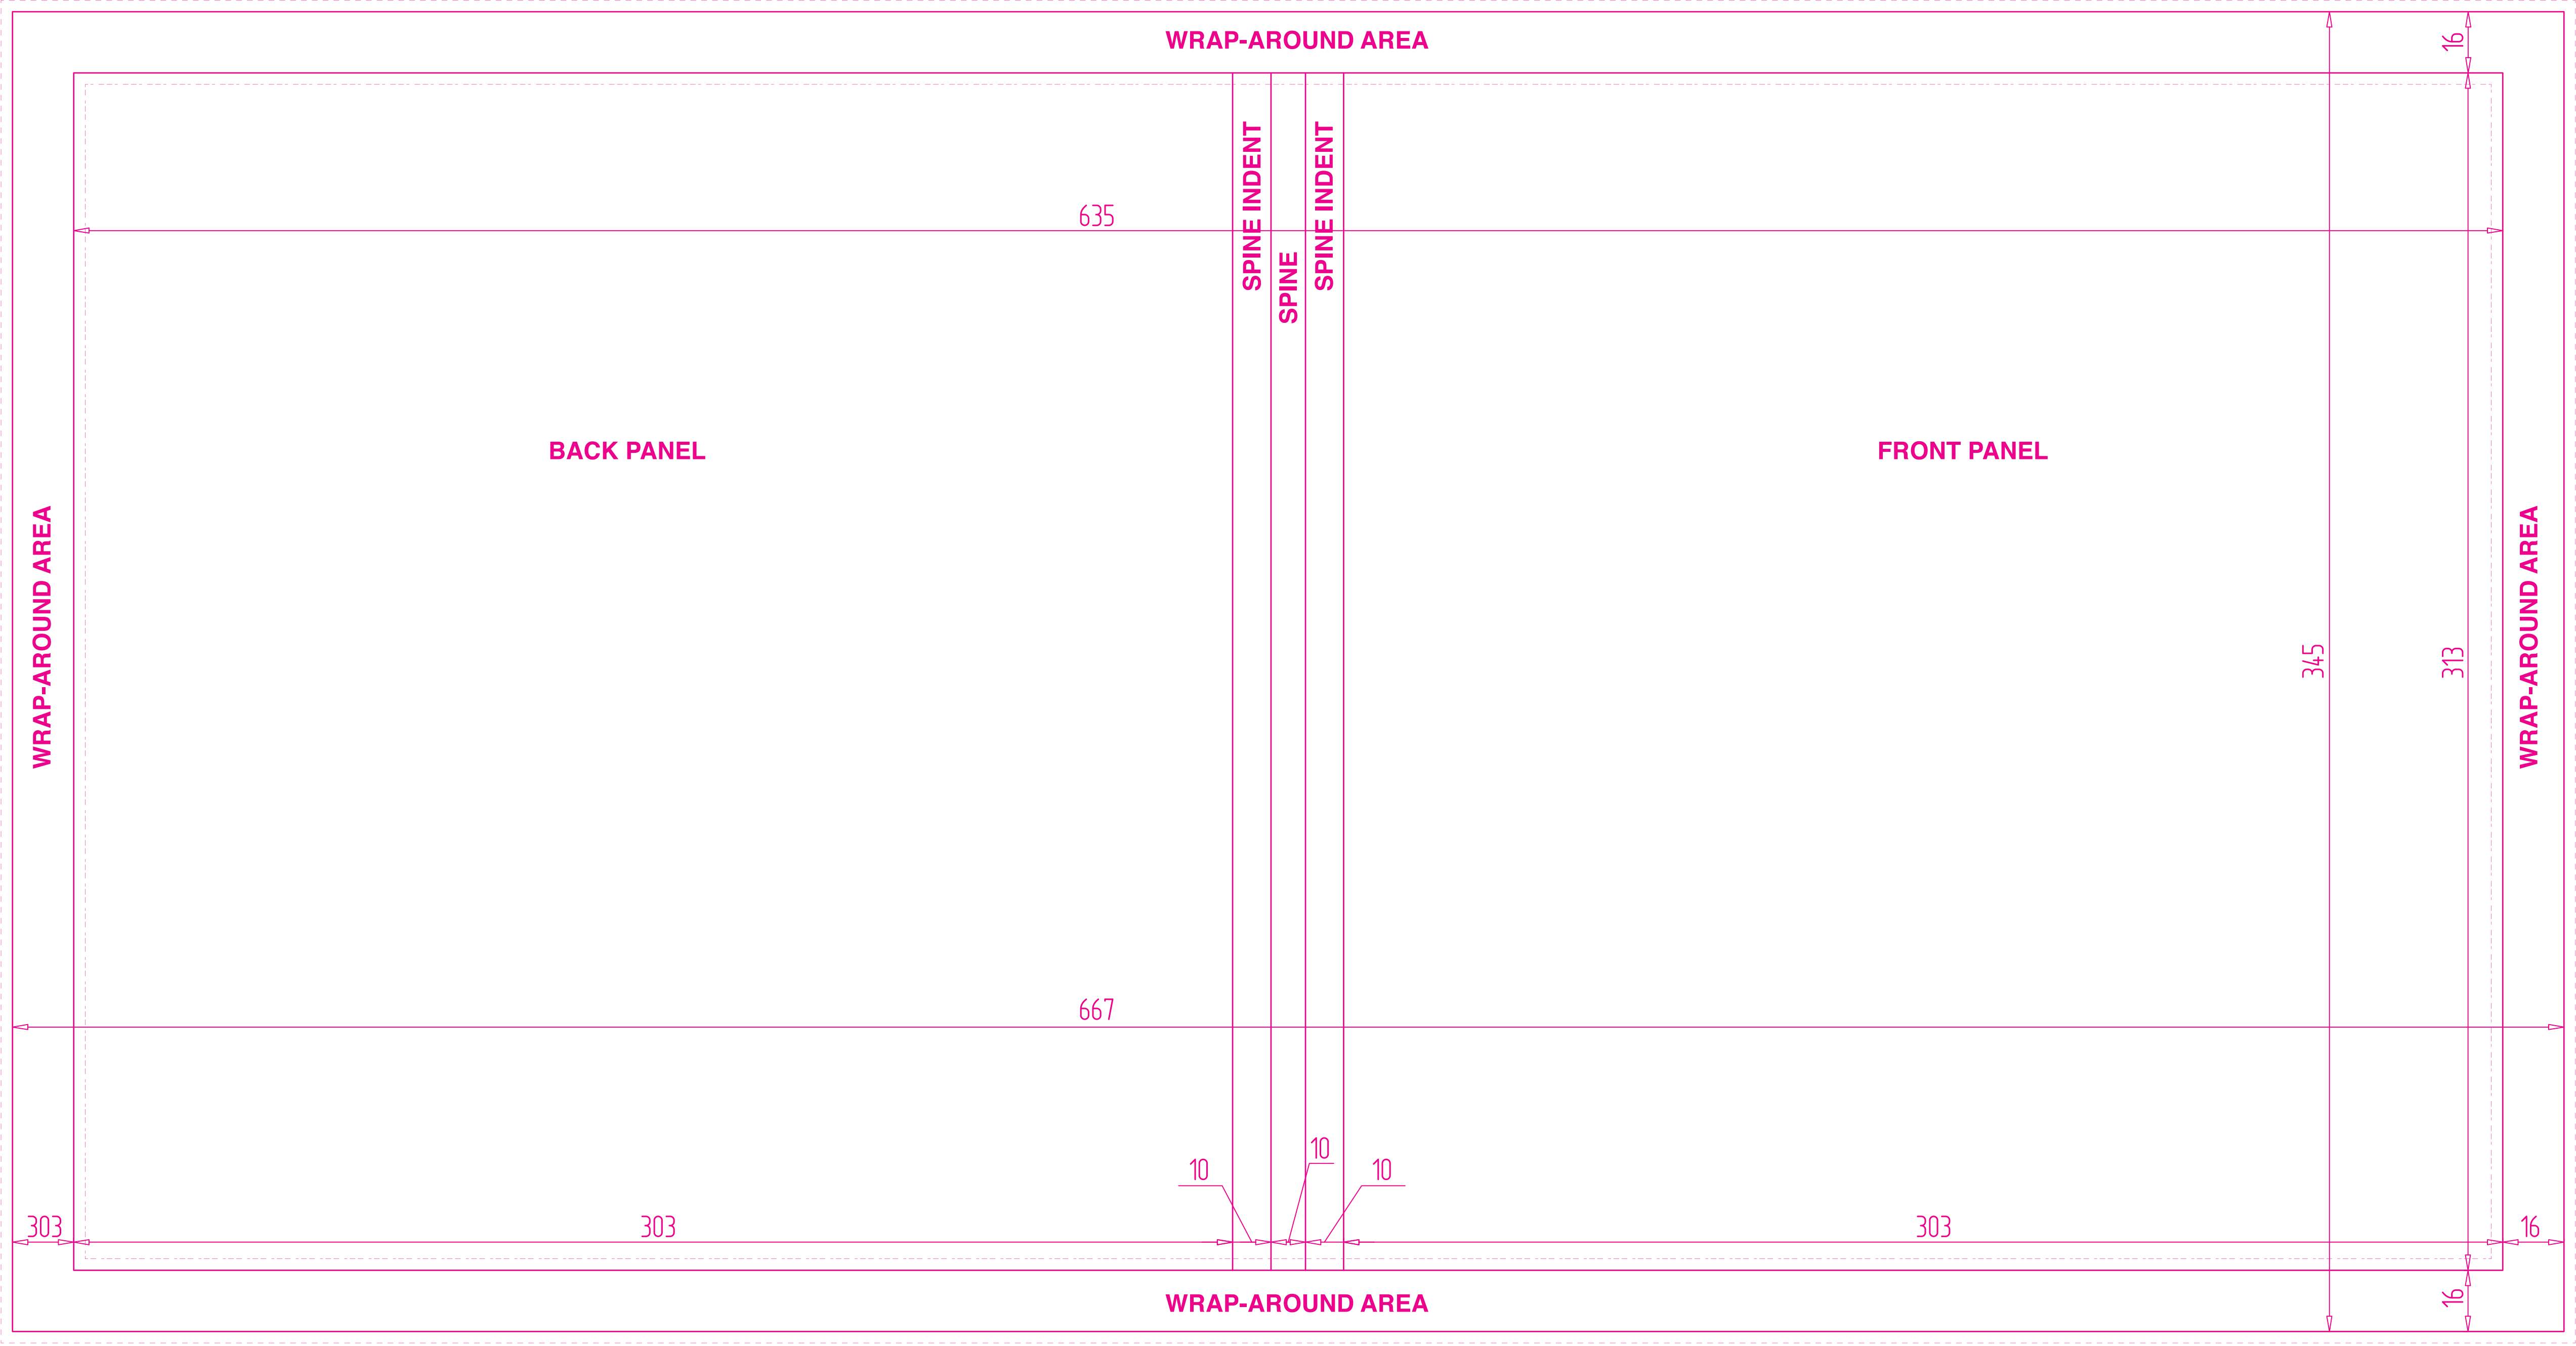 WRAP-AROUND AREA
16
SPINE INDENT
SPINE
SPINE INDENT
635
BACK PANEL
FRONT PANEL
WRAP-AROUND AREA
345
313
WRAP-AROUND AREA
667
10
10
10
303
303
303
16
WRAP-AROUND AREA
16